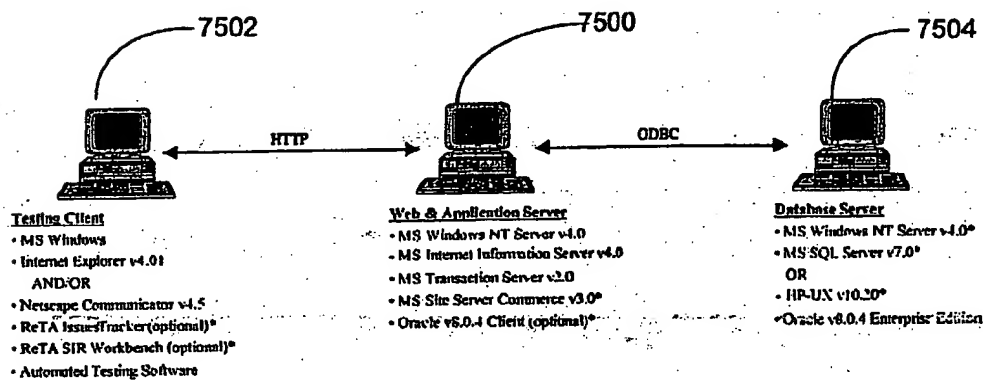 7502
7500
7504
HTTP
ODBC
Testing Client
• MS Windows
• Internet Explorer v4.01
AND/OR
• Netscape Communicator v4.5
• ReTA IssuesTracker(optional)*
• ReTA SIR Workbench (optional)*
• Automated Testing Software
Web & Application Server
• MS Windows NT Server v4.0
• MS Internet Information Server v4.0
• MS Transaction Server v2.0
• MS Site Server Commerce v3.0*
• Oracle v8.0.4 Client (optional)*
Database Server
• MS Windows NT Server v4.0*
• MS SQL Server v7.0*
OR
• HP-UX v10.20*
• Oracle v8.0.4 Enterprise Edition